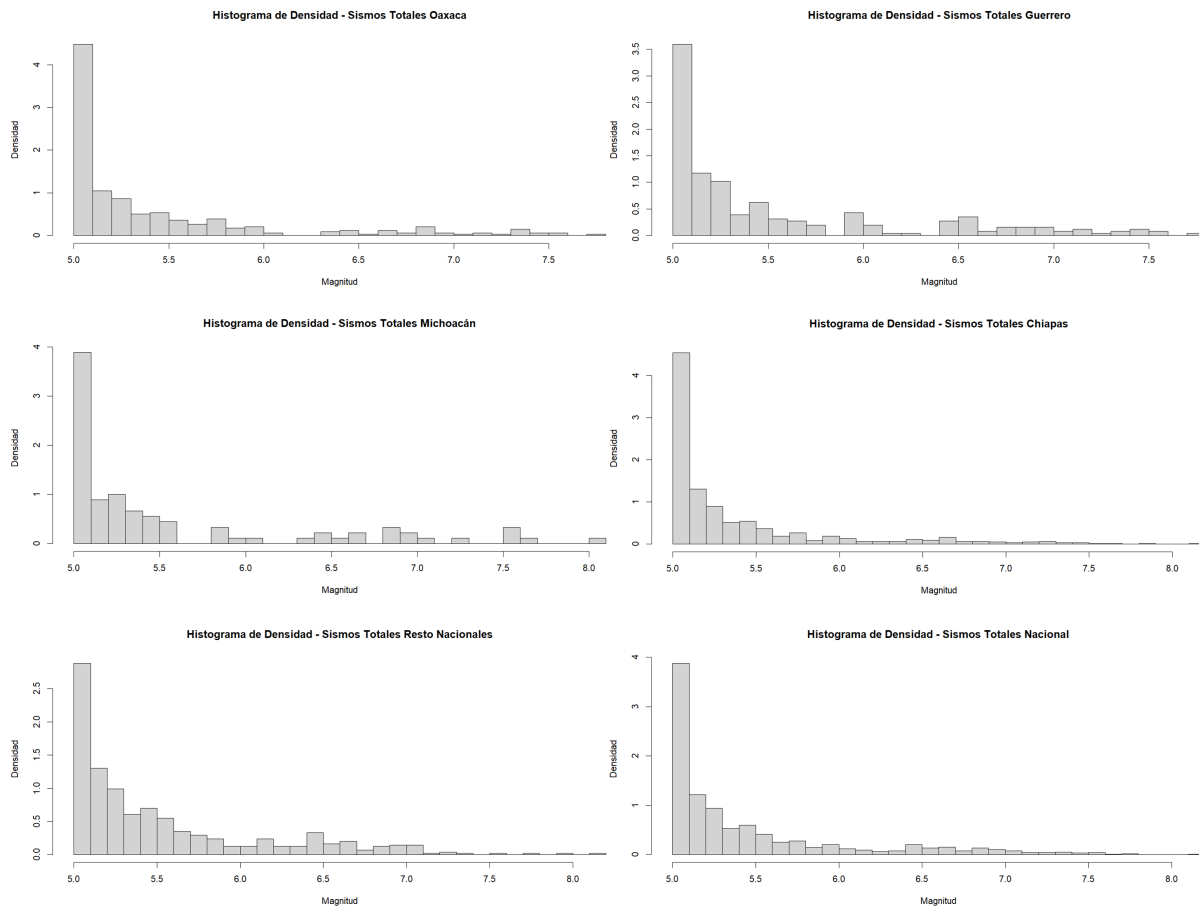 Histograma de Densidad - Sismos Totales Oaxaca
Densidad
0 1 2 3 4
5.0 5.5 6.0 6.5 7.0 7.5
Magnitud
Histograma de Densidad - Sismos Totales Guerrero
Densidad
0.0 0.5 1.0 1.5 2.0 2.5 3.0 3.5
5.0 5.5 6.0 6.5 7.0 7.5
Magnitud
Histograma de Densidad - Sismos Totales Michoacán
Densidad
0 1 2 3 4
5.0 5.5 6.0 6.5 7.0 7.5 8.0
Magnitud
Histograma de Densidad - Sismos Totales Chiapas
Densidad
0 1 2 3 4
5.0 5.5 6.0 6.5 7.0 7.5 8.0
Magnitud
Histograma de Densidad - Sismos Totales Resto Nacionales
Densidad
0.0 0.5 1.0 1.5 2.0 2.5
5.0 5.5 6.0 6.5 7.0 7.5 8.0
Magnitud
Histograma de Densidad - Sismos Totales Nacional
Densidad
0 1 2 3 4
5.0 5.5 6.0 6.5 7.0 7.5 8.0
Magnitud